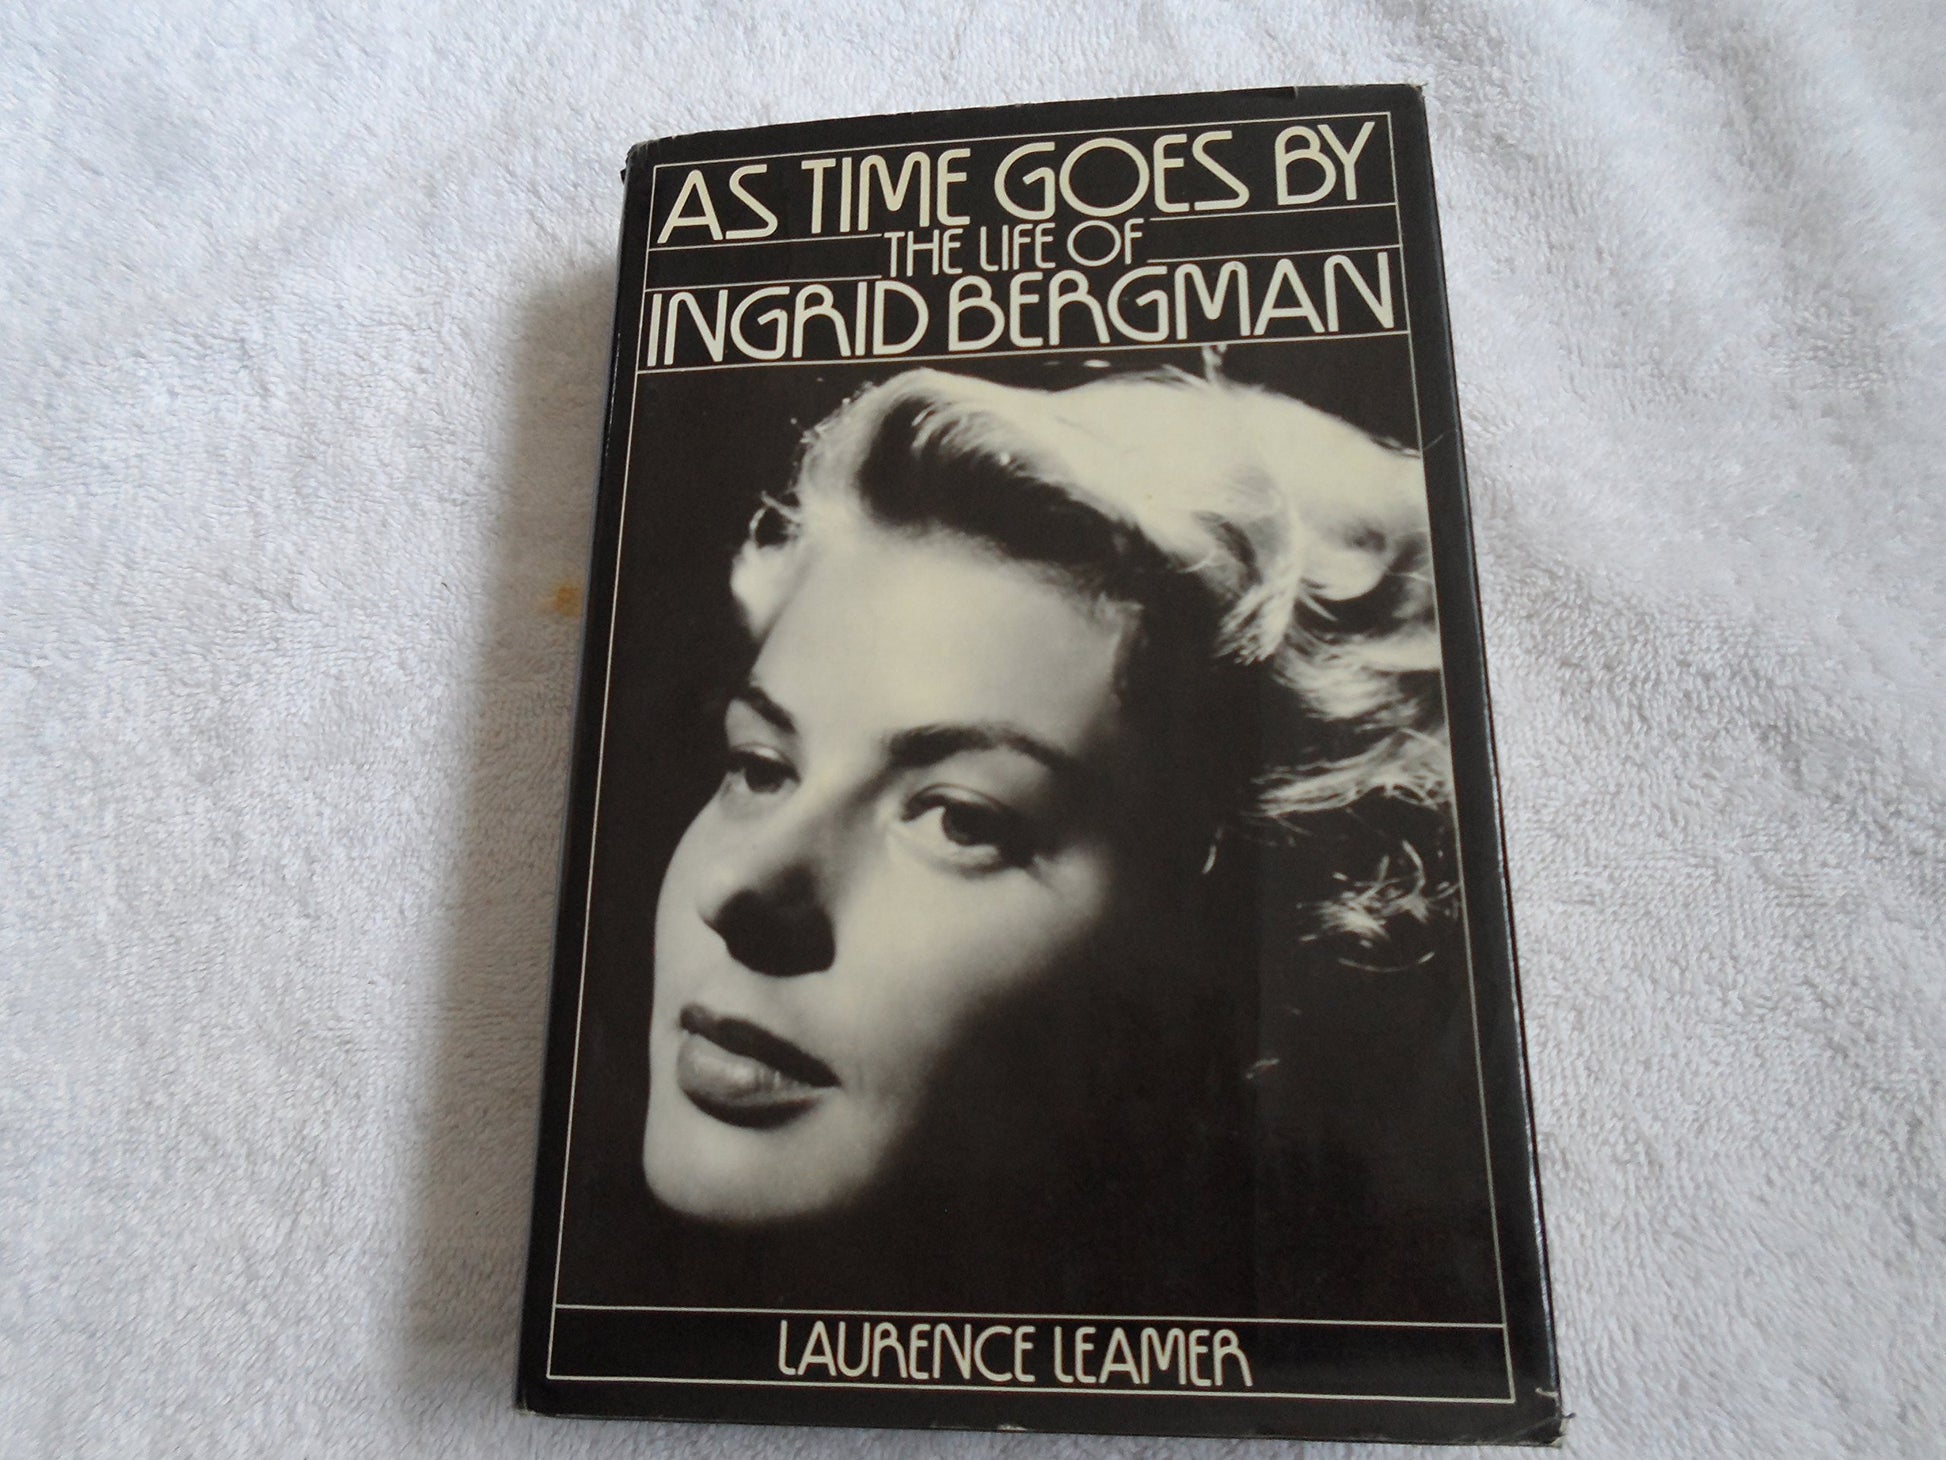 AS TIME GOES BY
THE LIFE OF
INGRID BERGMAN
LAURENCE LEAMER